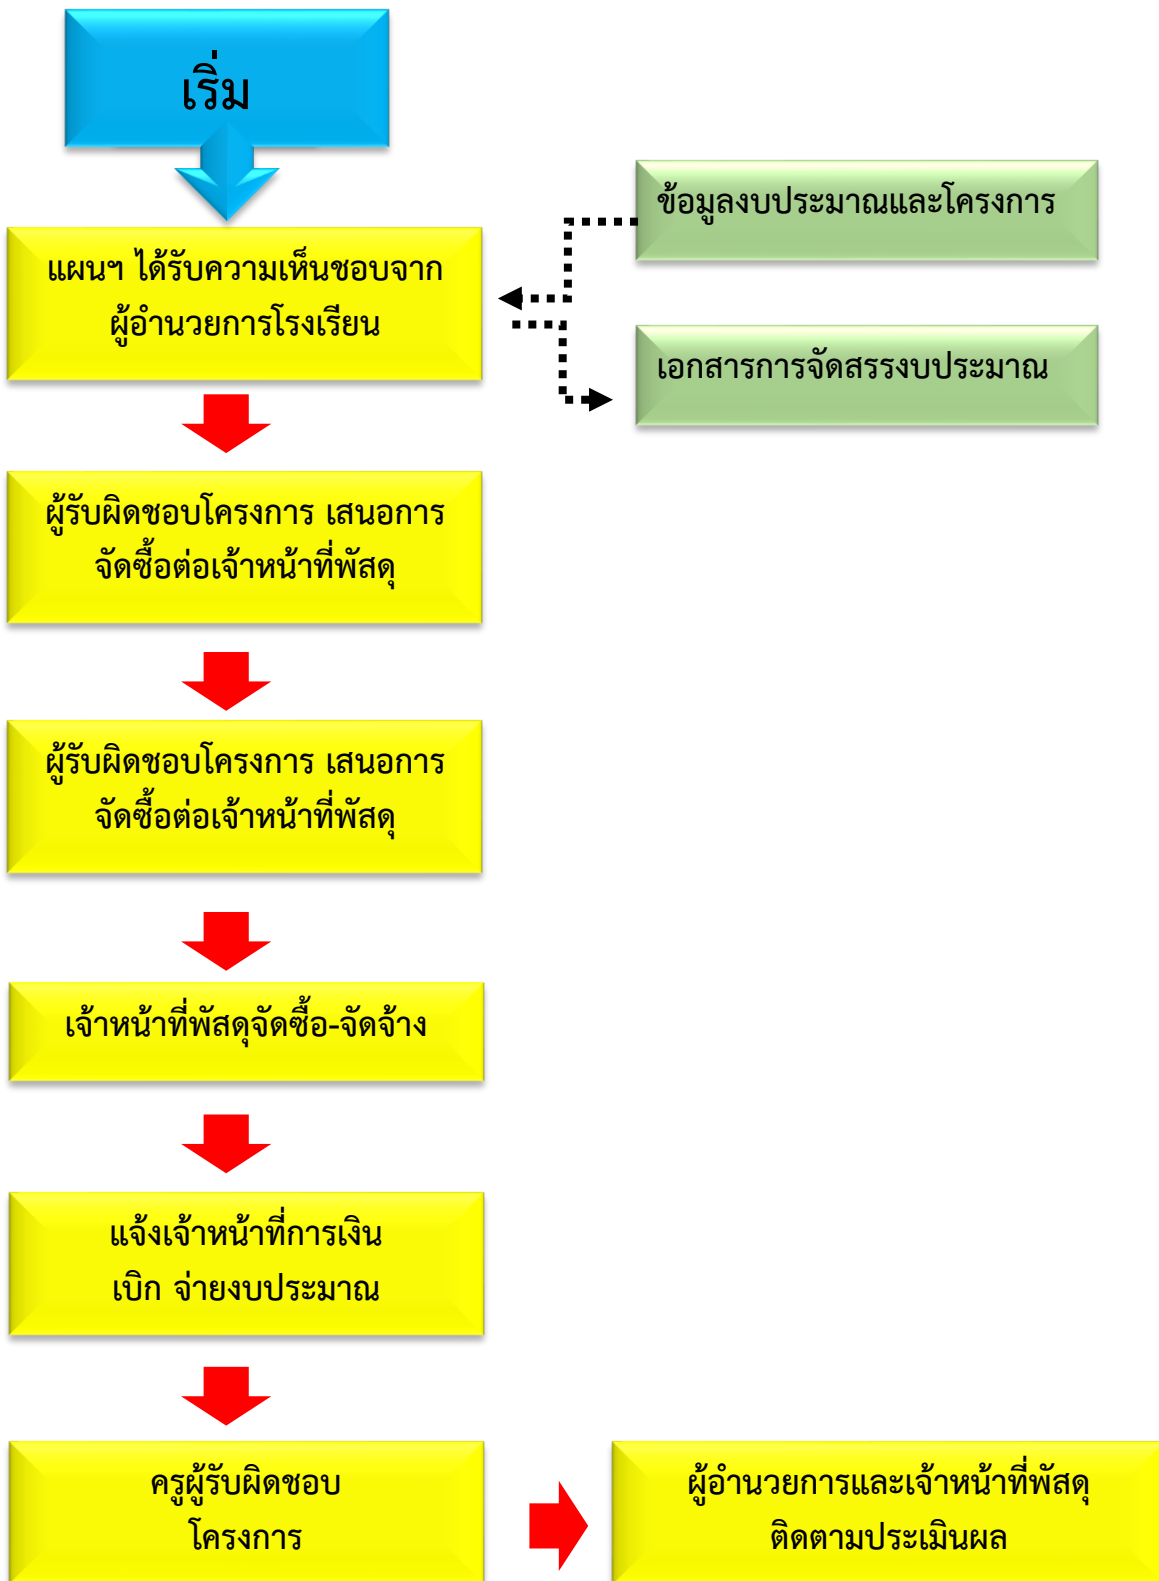 เริ่ม
ข้อมูลงบประมาณและโครงการ
แผนฯ ได้รับความเห็นชอบจาก
ผู้อำนวยการโรงเรียน
เอกสารการจัดสรรงบประมาณ
ผู้รับผิดชอบโครงการ เสนอการ
จัดซื้อต่อเจ้าหน้าที่พัสดุ
ผู้รับผิดชอบโครงการ เสนอการ
จัดซื้อต่อเจ้าหน้าที่พัสดุ
เจ้าหน้าที่พัสดุจัดซื้อ-จัดจ้าง
แจ้งเจ้าหน้าที่การเงิน
เบิก จ่ายงบประมาณ
ครูผู้รับผิดชอบ
โครงการ
ผู้อำนวยการและเจ้าหน้าที่พัสดุ
ติดตามประเมินผล